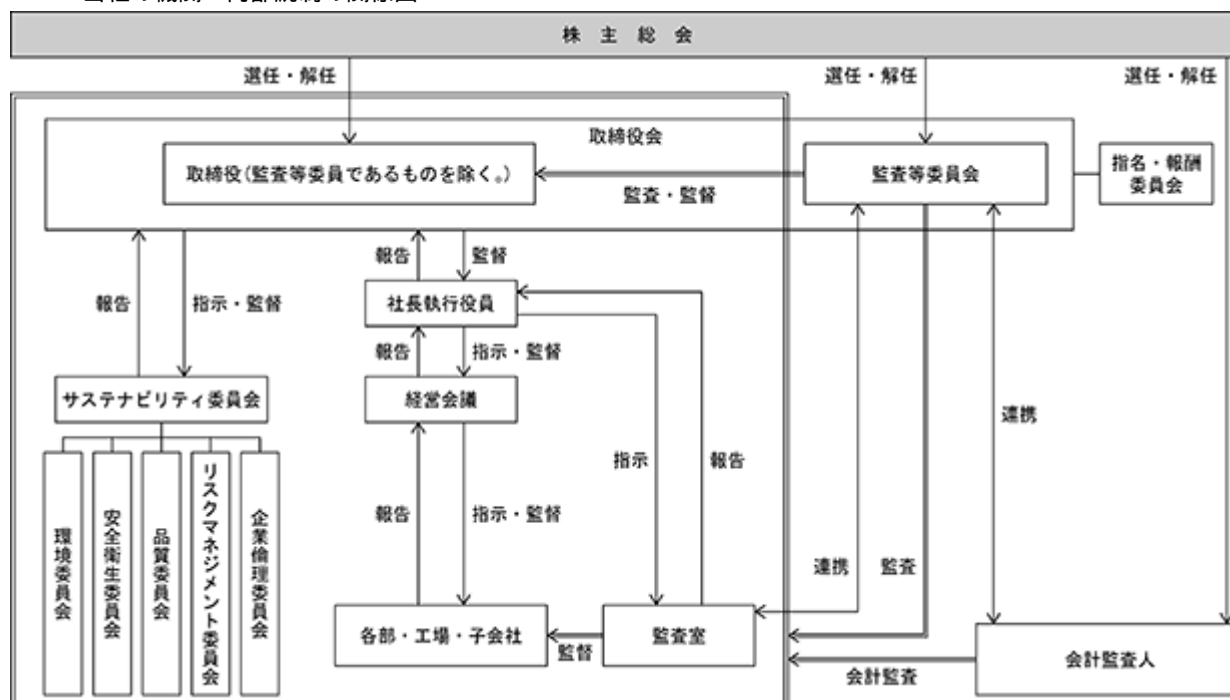 当社の機関・内部統制の関係図
株主総会
選任・解任
選任・解任
選任・解任
取締役会
取締役(監査等委員であるものを除く。)
監査等委員会
指名・報酬
委員会
監査・監督
報告
監督
報告
指示・監督
社長執行役員
報告
指示・監督
サステナビリティ委員会
経営会議
連携
指示
報告
報告
指示・監督
環境委員会
安全衛生委員会
品質委員会
リスクマネジメント委員会
企業倫理委員会
連携
監査
各部・工場・子会社
監督
監査室
会計監査
会計監査人